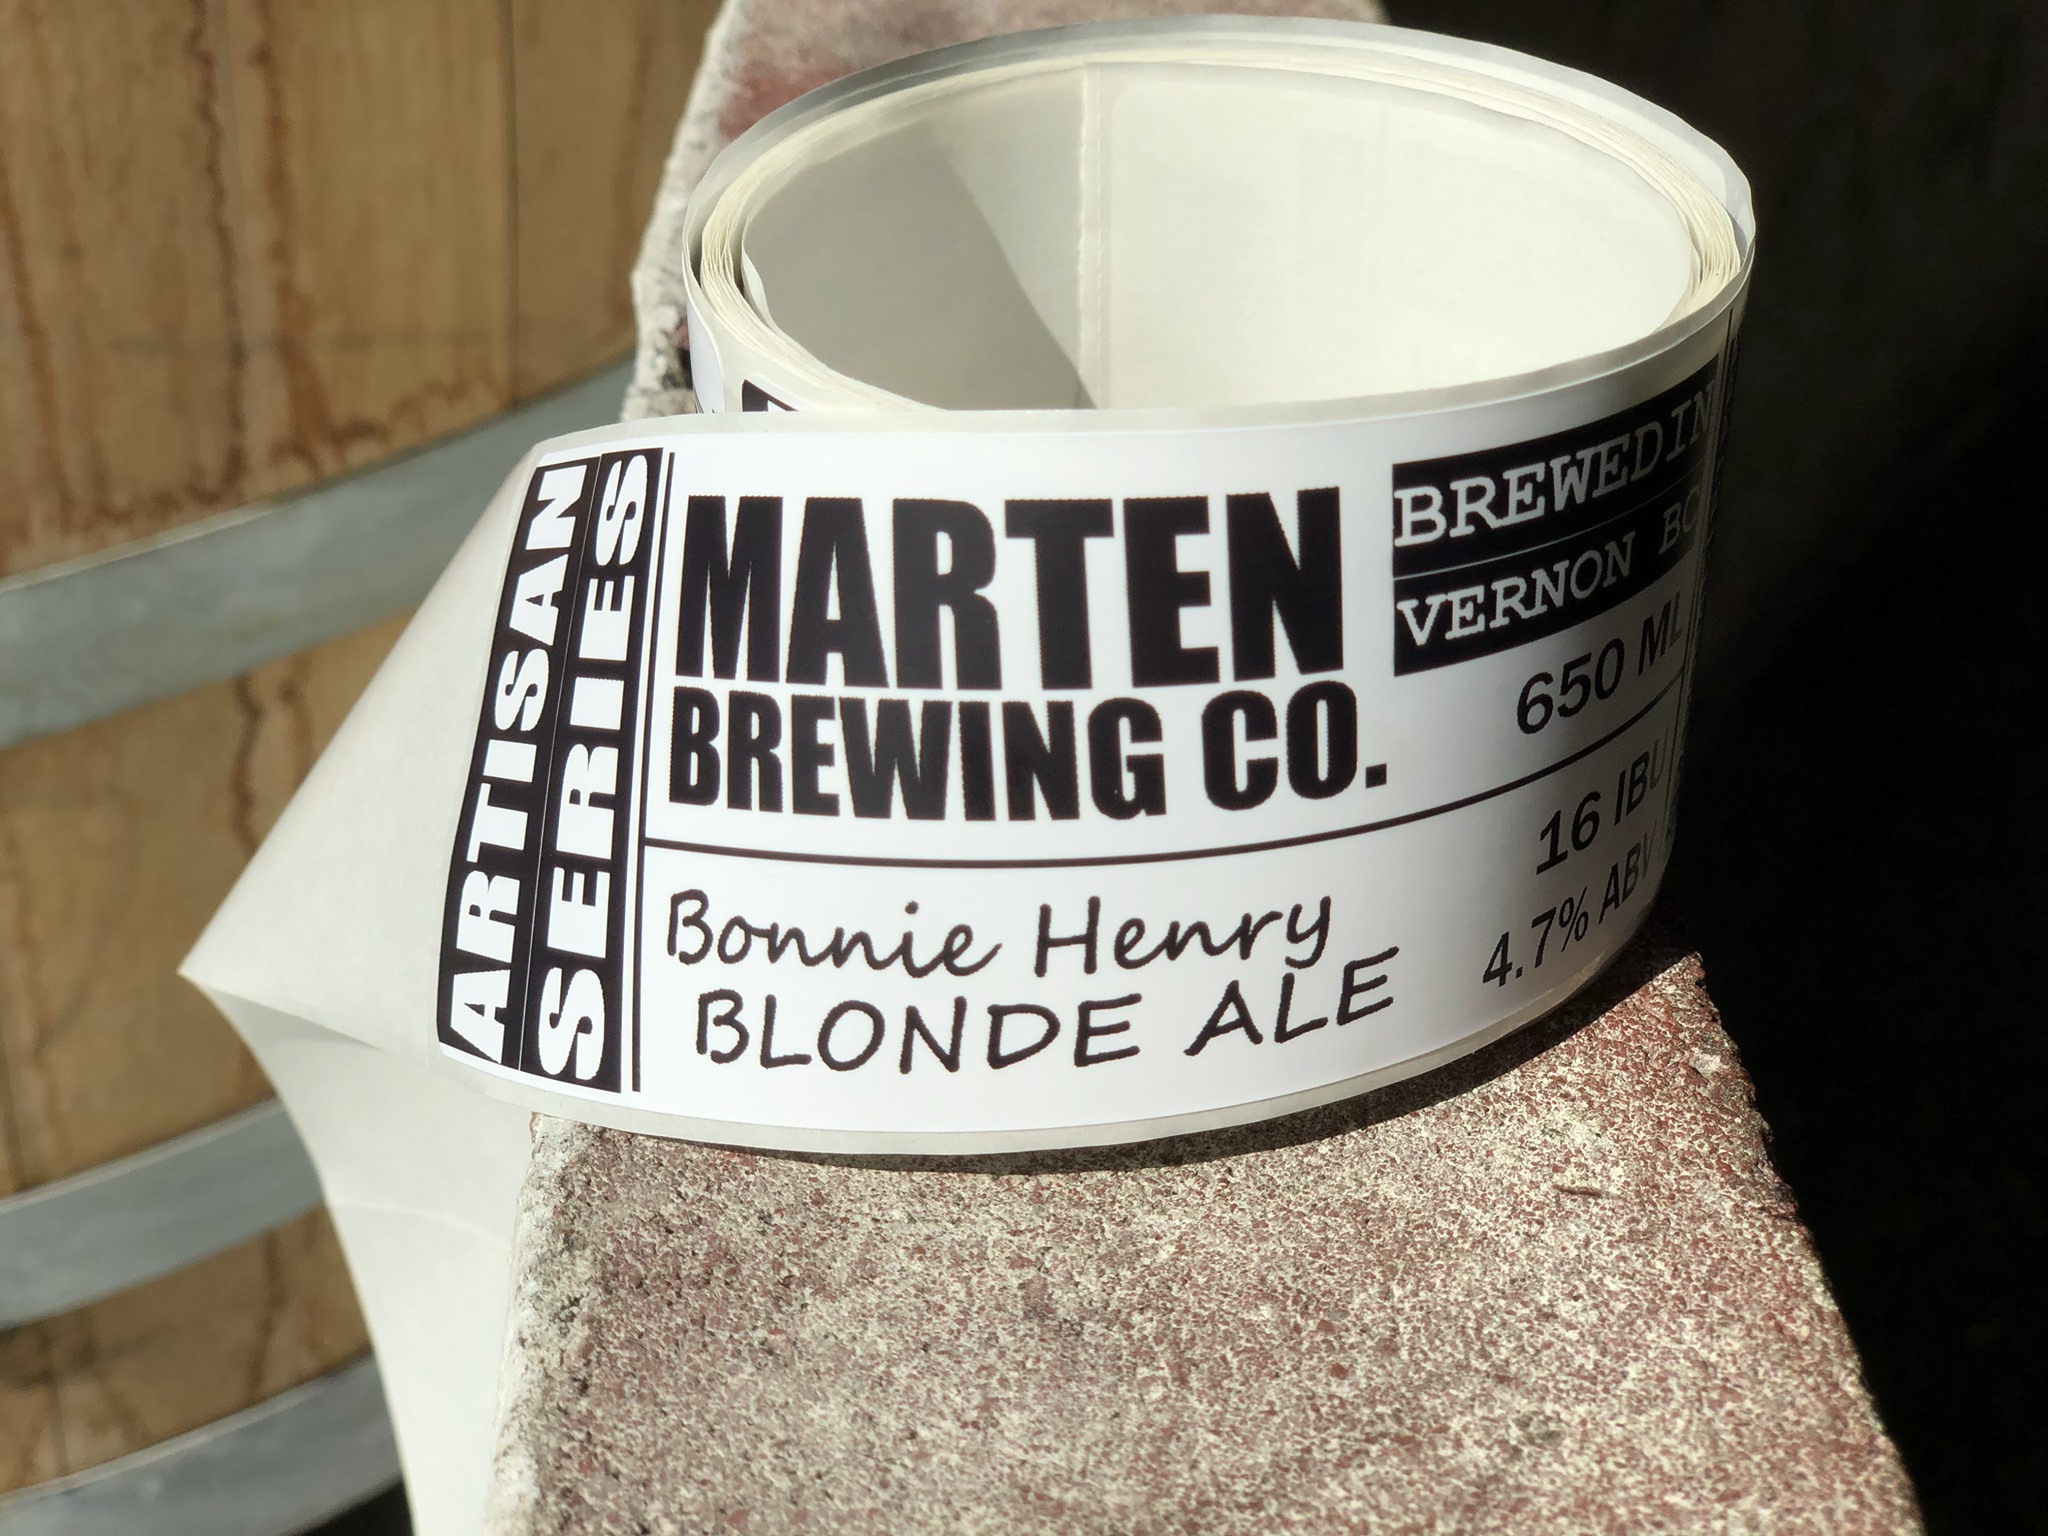 ARTISAN
SERIES
MARTEN
BREWING CO.
BREWED IN
VERNON BC
650 ML
16 IBU
4.7% ABV
Bonnie Henry
BLONDE ALE